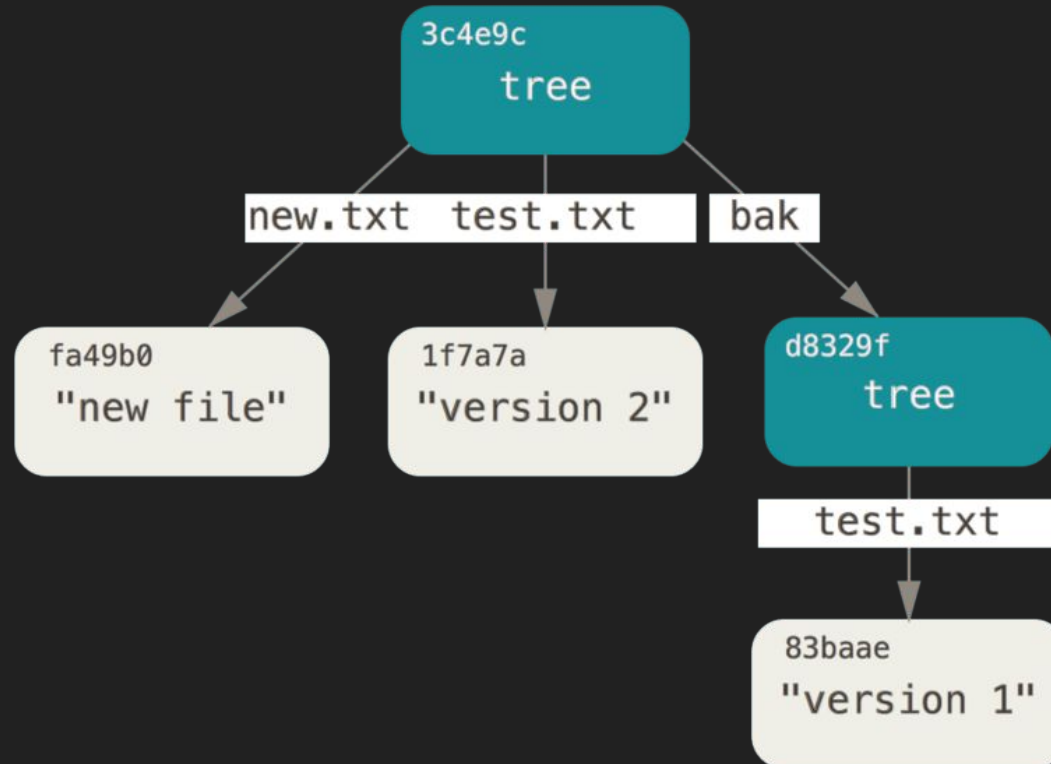 3c4e9c
tree
new.txt test.txt bak
fa49b0
"new file"
1f7a7a
"version 2"
d8329f
tree
test.txt
83baae
"version 1"